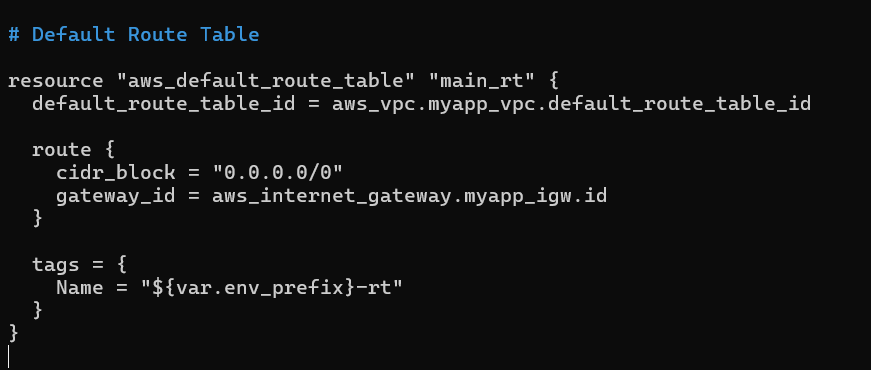 # Default Route Table
resource "aws_default_route_table" "main_rt" {
default_route_table_id = aws_vpc.myapp_vpc.default_route_table_id
route {
cidr_block = "0.0.0.0/0"
gateway_id = aws_internet_gateway.myapp_igw.id
}
tags = {
Name = "${var.env_prefix}-rt"
}
}